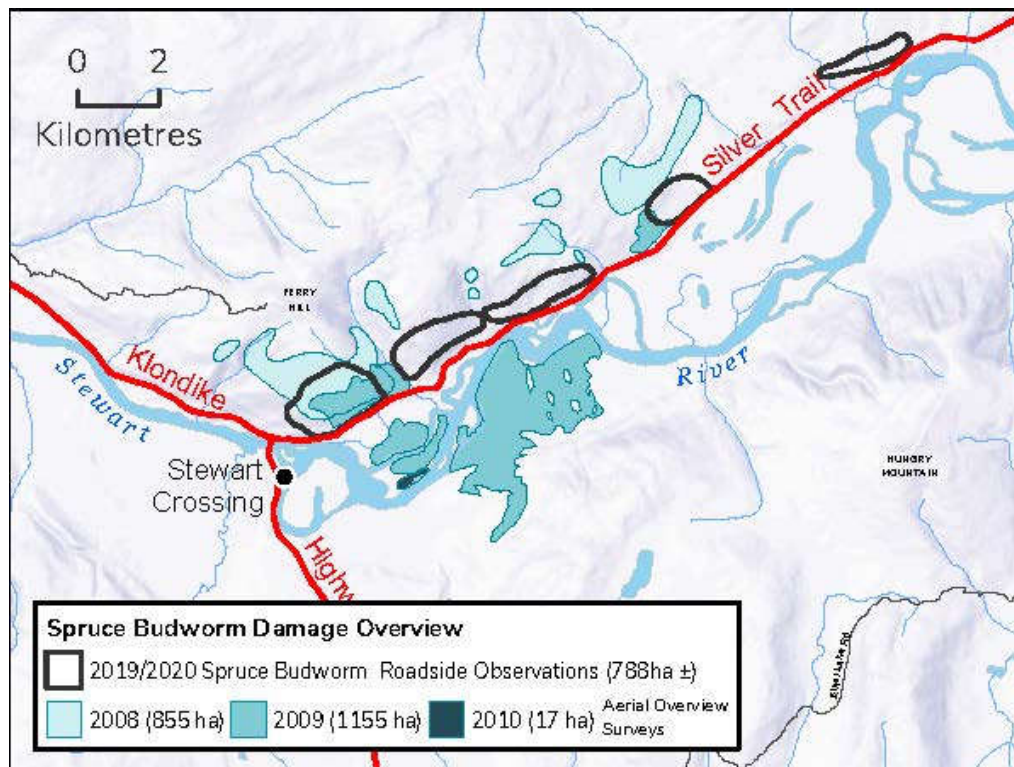 0 2
Kilometres
Silver Trail
FERRY
HILL
Klondike
Stewart
River
Stewart
Crossing
HUNGRY
MOUNTAIN
Highw
Lake Rd
Spruce Budworm Damage Overview
2019/2020 Spruce Budworm Roadside Observations (788ha ±)
2008 (855 ha) 2009 (1155 ha) 2010 (17 ha) Aerial Overview
Surveys